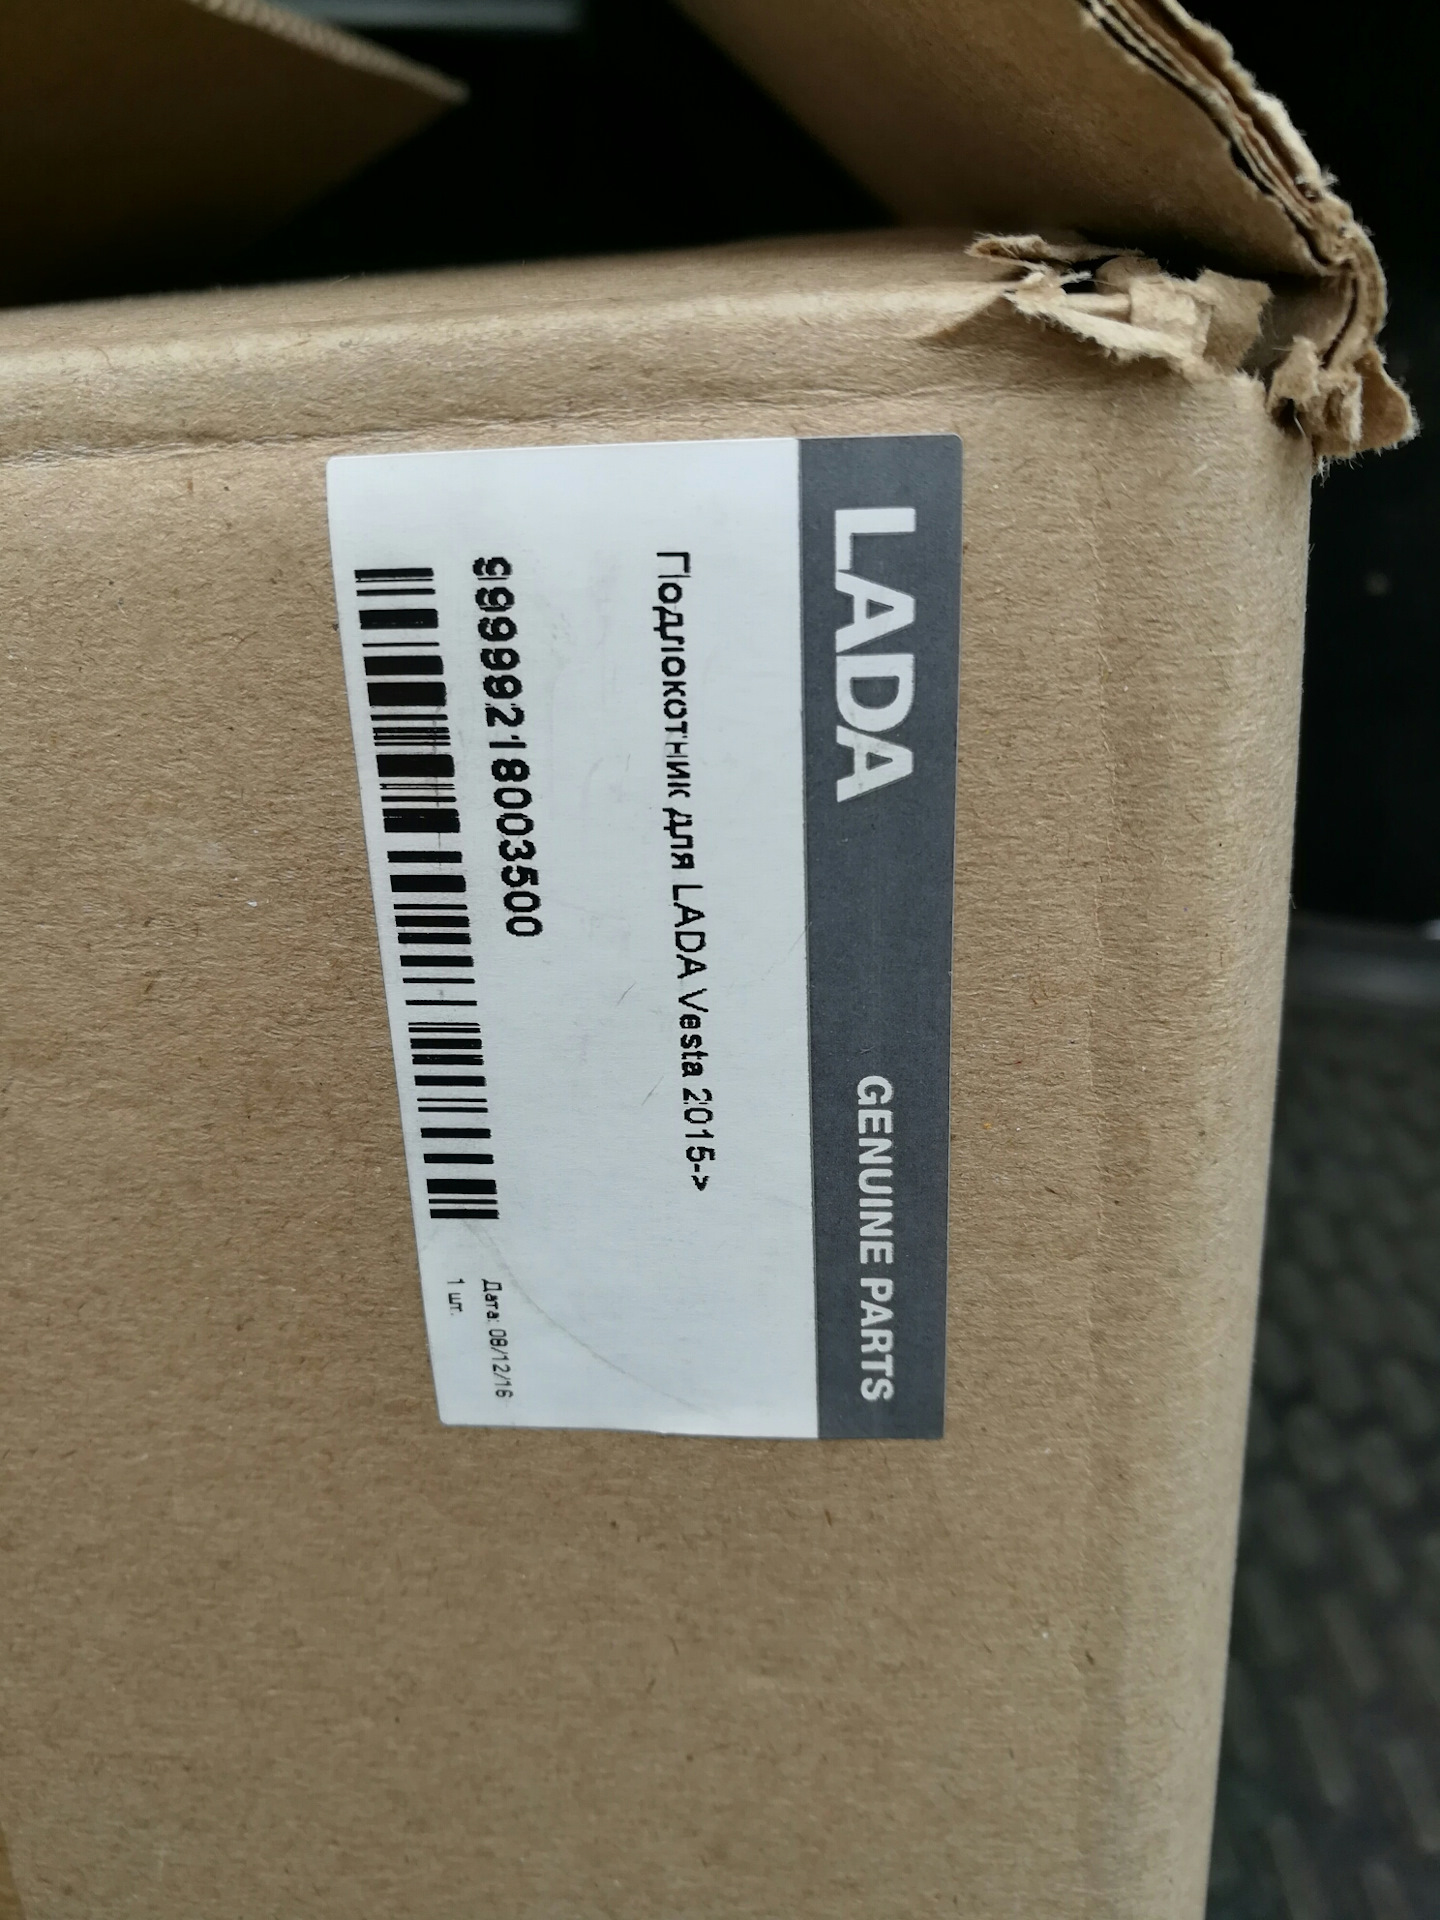 LADA GENUINE PARTS
Подлокотник для LADA Vesta 2015->
99999218003500
Дата: 08/12/16
1 шт.